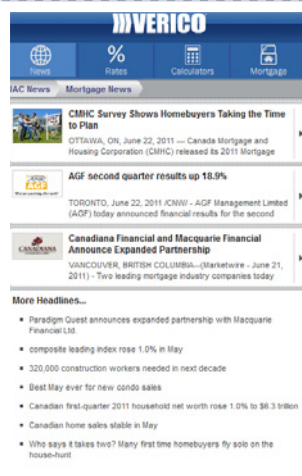 VERICO
News
%
Rates
Calculators
Mortgage
IAC News
Mortgage News
CMHC Survey Shows Homebuyers Taking the Time
to Plan
OTTAWA, ON, June 22, 2011 — Canada Mortgage and
Housing Corporation (CMHC) released its 2011 Mortgage
AGF
AGF second quarter results up 18.9%
TORONTO, June 22, 2011 /CNW/ - AGF Management Limited
(AGF) today announced financial results for the second
CANADIANA
Canadiana Financial and Macquarie Financial
Announce Expanded Partnership
VANCOUVER, BRITISH COLUMBIA--(Marketwire - June 21,
2011) - Two leading mortgage industry companies today
More Headlines...
Paradigm Quest announces expanded partnership with Macquarie
Financial Ltd.
composite leading index rose 1.0% in May
320,000 construction workers needed in next decade
Best May ever for new condo sales
Canadian first-quarter 2011 household net worth rose 1.0% to $6.3 trillion
Canadian home sales stable in May
Who says it takes two? Many first time homebuyers fly solo on the
house-hunt